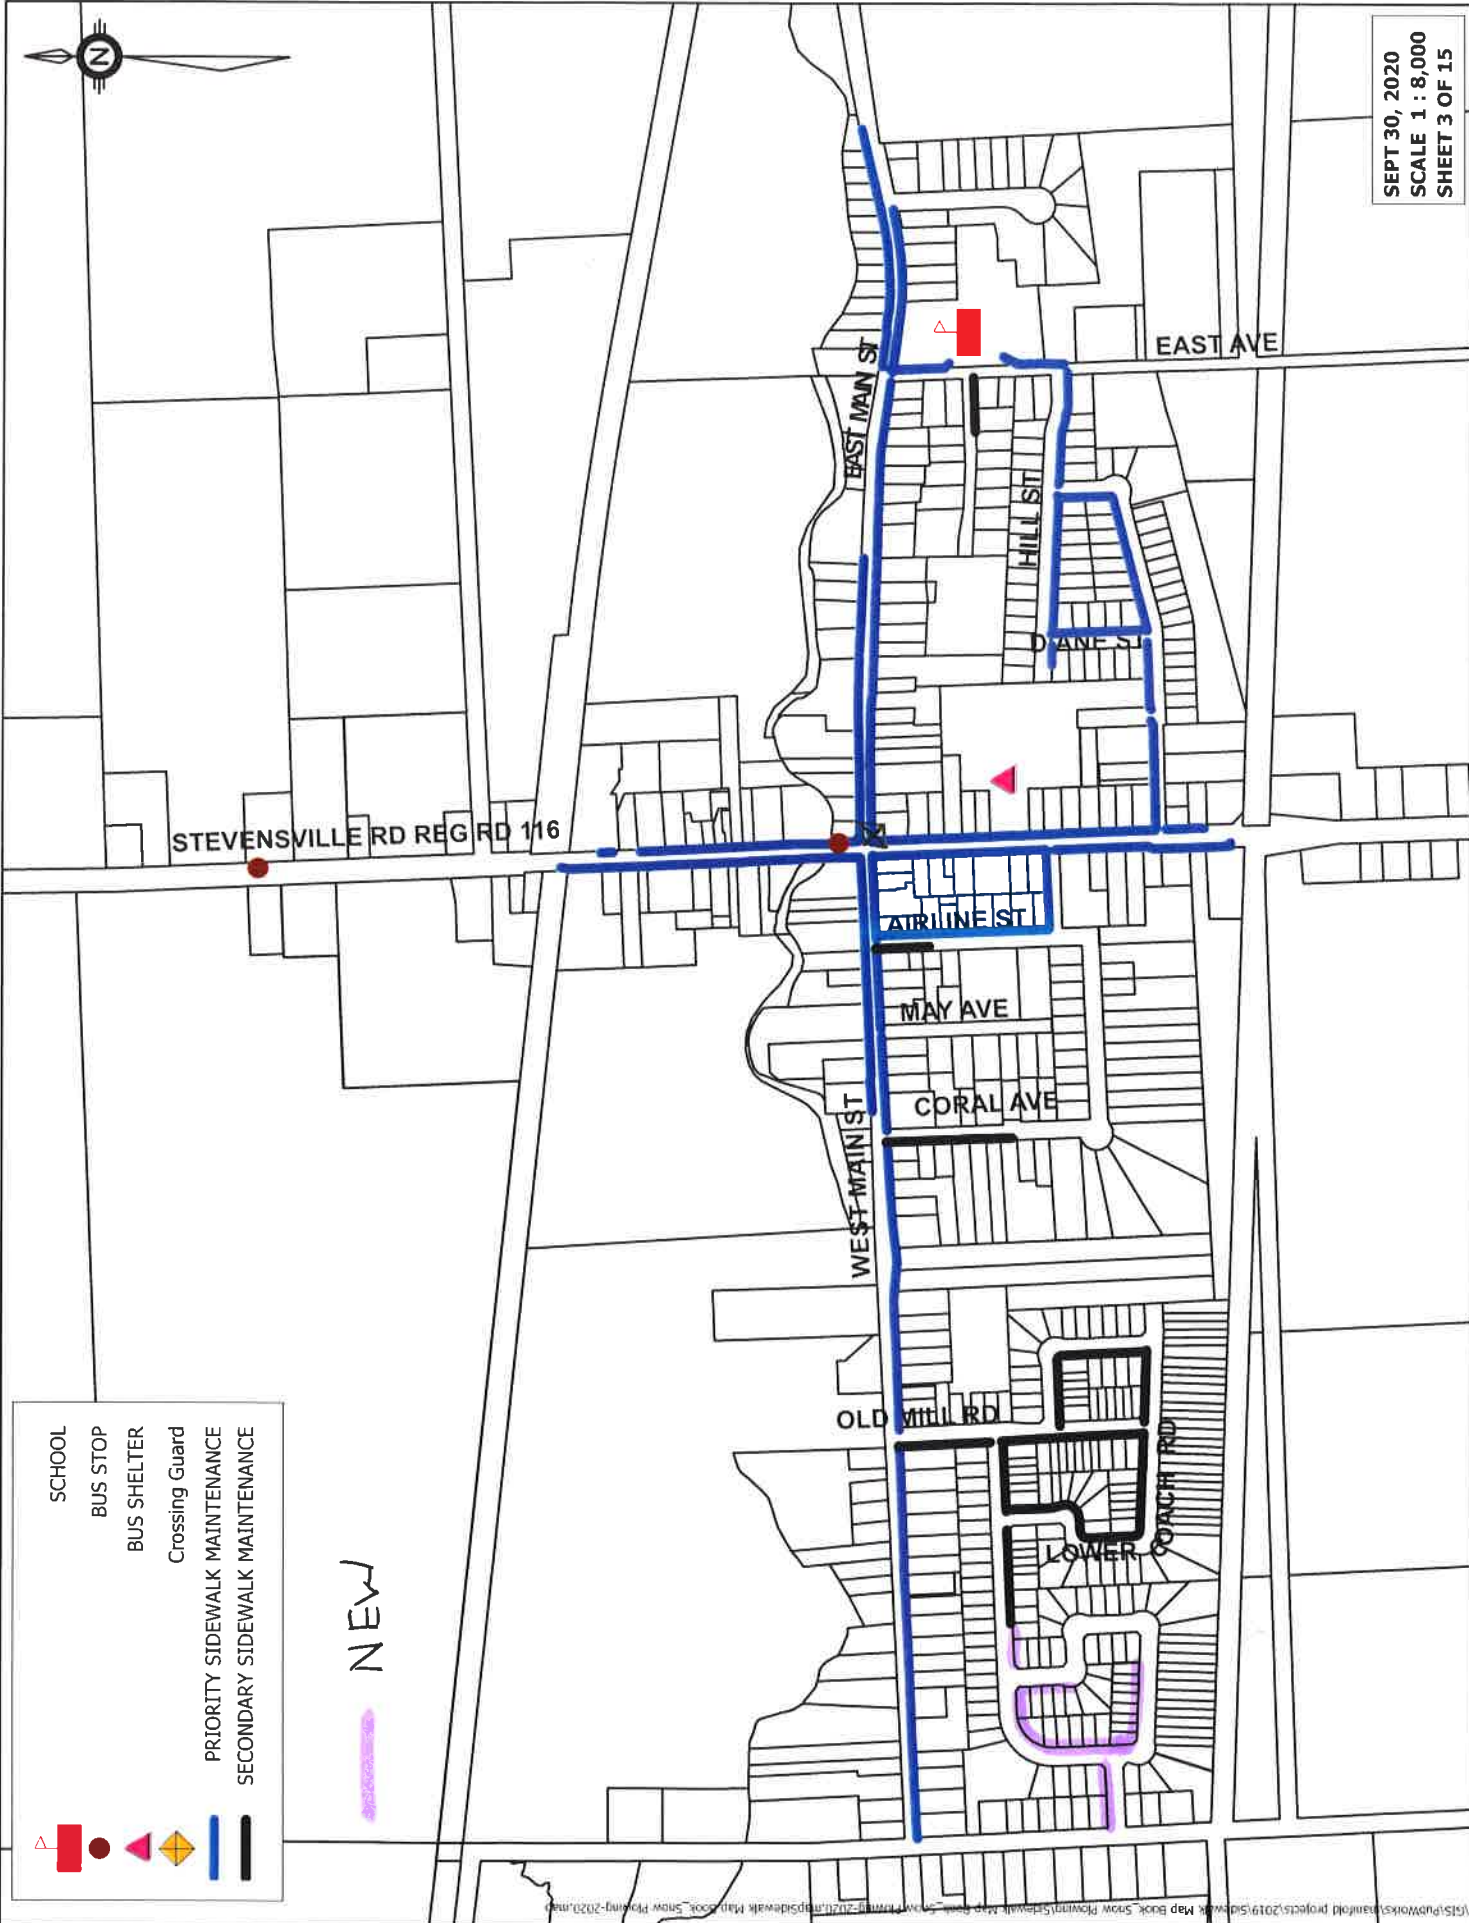 N
SEPT 30, 2020
SCALE 1 : 8,000
SHEET 3 OF 15
EAST AVE
EAST MAIN ST
HILL ST
DIANE ST
STEVENSVILLE RD REG RD 116
AIRLINE ST
MAY AVE
CORAL AVE
WEST MAIN ST
OLD MILL RD
LOWER COACH RD
SCHOOL
BUS STOP
BUS SHELTER
Crossing Guard
PRIORITY SIDEWALK MAINTENANCE
SECONDARY SIDEWALK MAINTENANCE
NEW